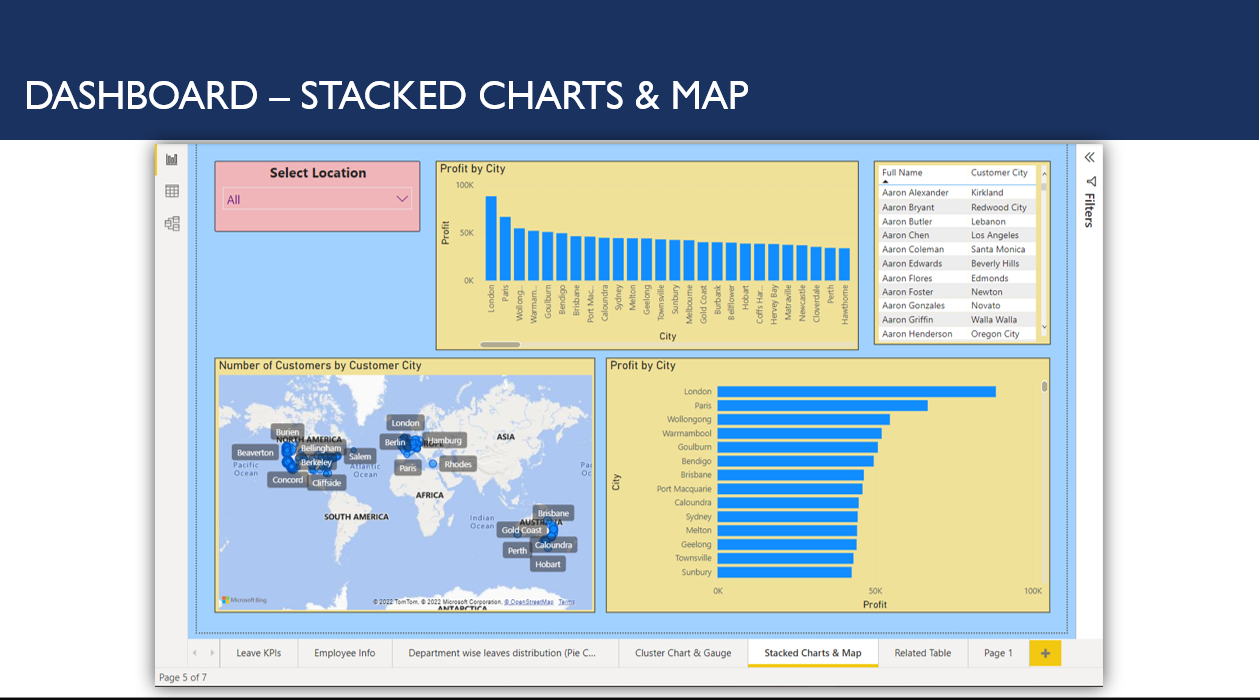 DASHBOARD – STACKED CHARTS & MAP
Select Location
All
Profit by City
100K
50K
0K
Profit
London
Paris
Wollong...
Warrnam...
Goulburn
Bendigo
Brisbane
Port Mac...
Caloundra
Sydney
Melton
Geelong
Townsville
Sunbury
Melbourne
Gold Coast
Burbank
Bellflower
Hobart
Coffs Har...
Hervey Bay
Matraville
Newcastle
Cloverdale
Perth
Hawthorne
City
Full Name Customer City
Aaron Alexander Kirkland
Aaron Bryant Redwood City
Aaron Butler Lebanon
Aaron Chen Los Angeles
Aaron Coleman Santa Monica
Aaron Edwards Beverly Hills
Aaron Flores Edmonds
Aaron Foster Newton
Aaron Gonzales Novato
Aaron Griffin Walla Walla
Aaron Henderson Oregon City
Filters
Number of Customers by Customer City
London
Burien
NORTH AMERICA
Berlin
Hamburg
ASIA
Beaverton
Bellingham
Salem
Berkeley
Pacific
Ocean
Atlantic
Ocean
Paris
Rhodes
Concord
Cliffside
AFRICA
SOUTH AMERICA
Indian
Ocean
Brisbane
Gold Coast
Caloundra
Perth
Hobart
Microsoft Bing
© 2022 TomTom, © 2022 Microsoft Corporation, © OpenStreetMap Terms
ANTARCTICA
Profit by City
City
London
Paris
Wollongong
Warrnambool
Goulburn
Bendigo
Brisbane
Port Macquarie
Caloundra
Sydney
Melton
Geelong
Townsville
Sunbury
0K 50K 100K
Profit
Leave KPIs Employee Info Department wise leaves distribution (Pie C... Cluster Chart & Gauge Stacked Charts & Map Related Table Page 1
Page 5 of 7